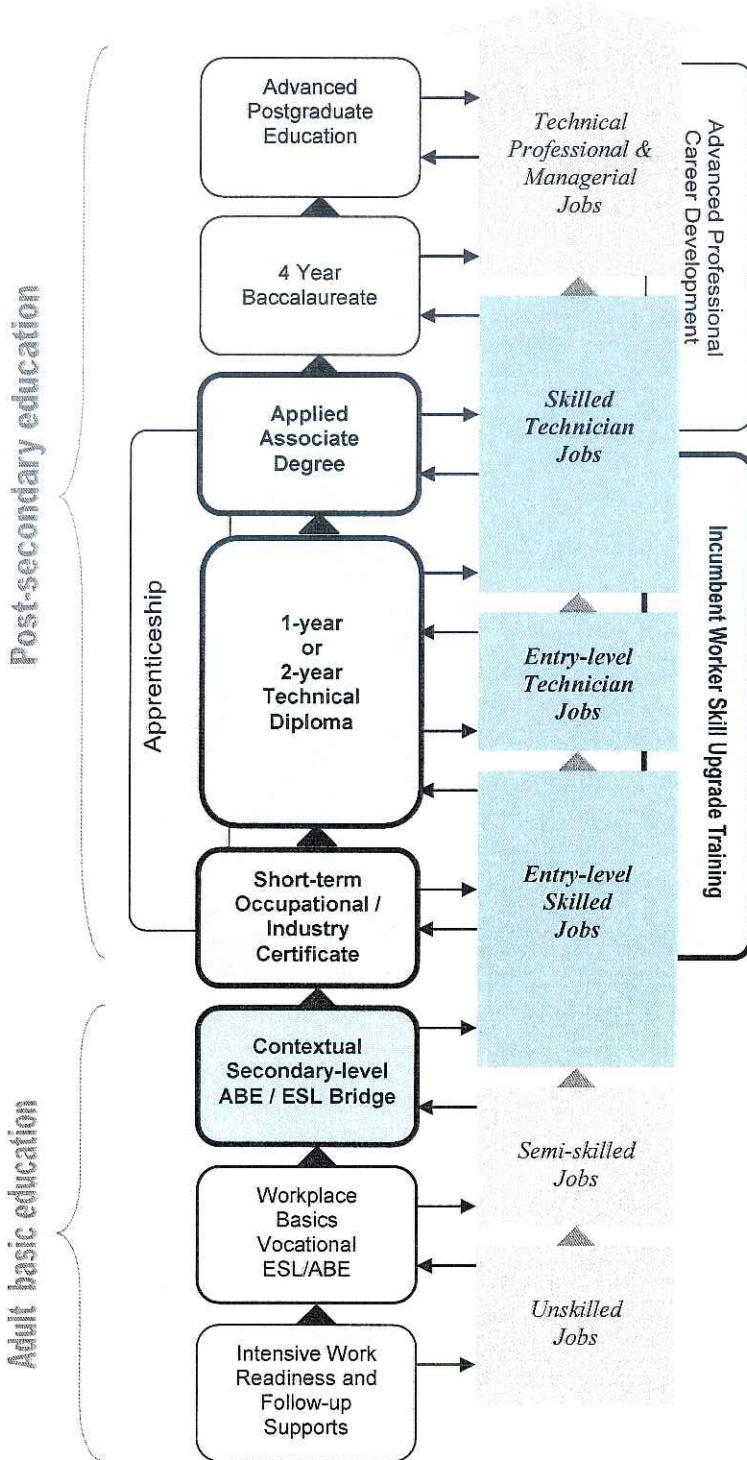 Post-secondary education
Adult basic education
Apprenticeship
Advanced
Postgraduate
Education
4 Year
Baccalaureate
Applied
Associate
Degree
1-year
or
2-year
Technical
Diploma
Short-term
Occupational /
Industry
Certificate
Contextual
Secondary-level
ABE / ESL Bridge
Workplace
Basics
Vocational
ESL/ABE
Intensive Work
Readiness and
Follow-up
Supports
Technical
Professional &
Managerial
Jobs
Skilled
Technician
Jobs
Entry-level
Technician
Jobs
Entry-level
Skilled
Jobs
Semi-skilled
Jobs
Unskilled
Jobs
Advanced Professional
Career Development
Incumbent Worker Skill Upgrade Training